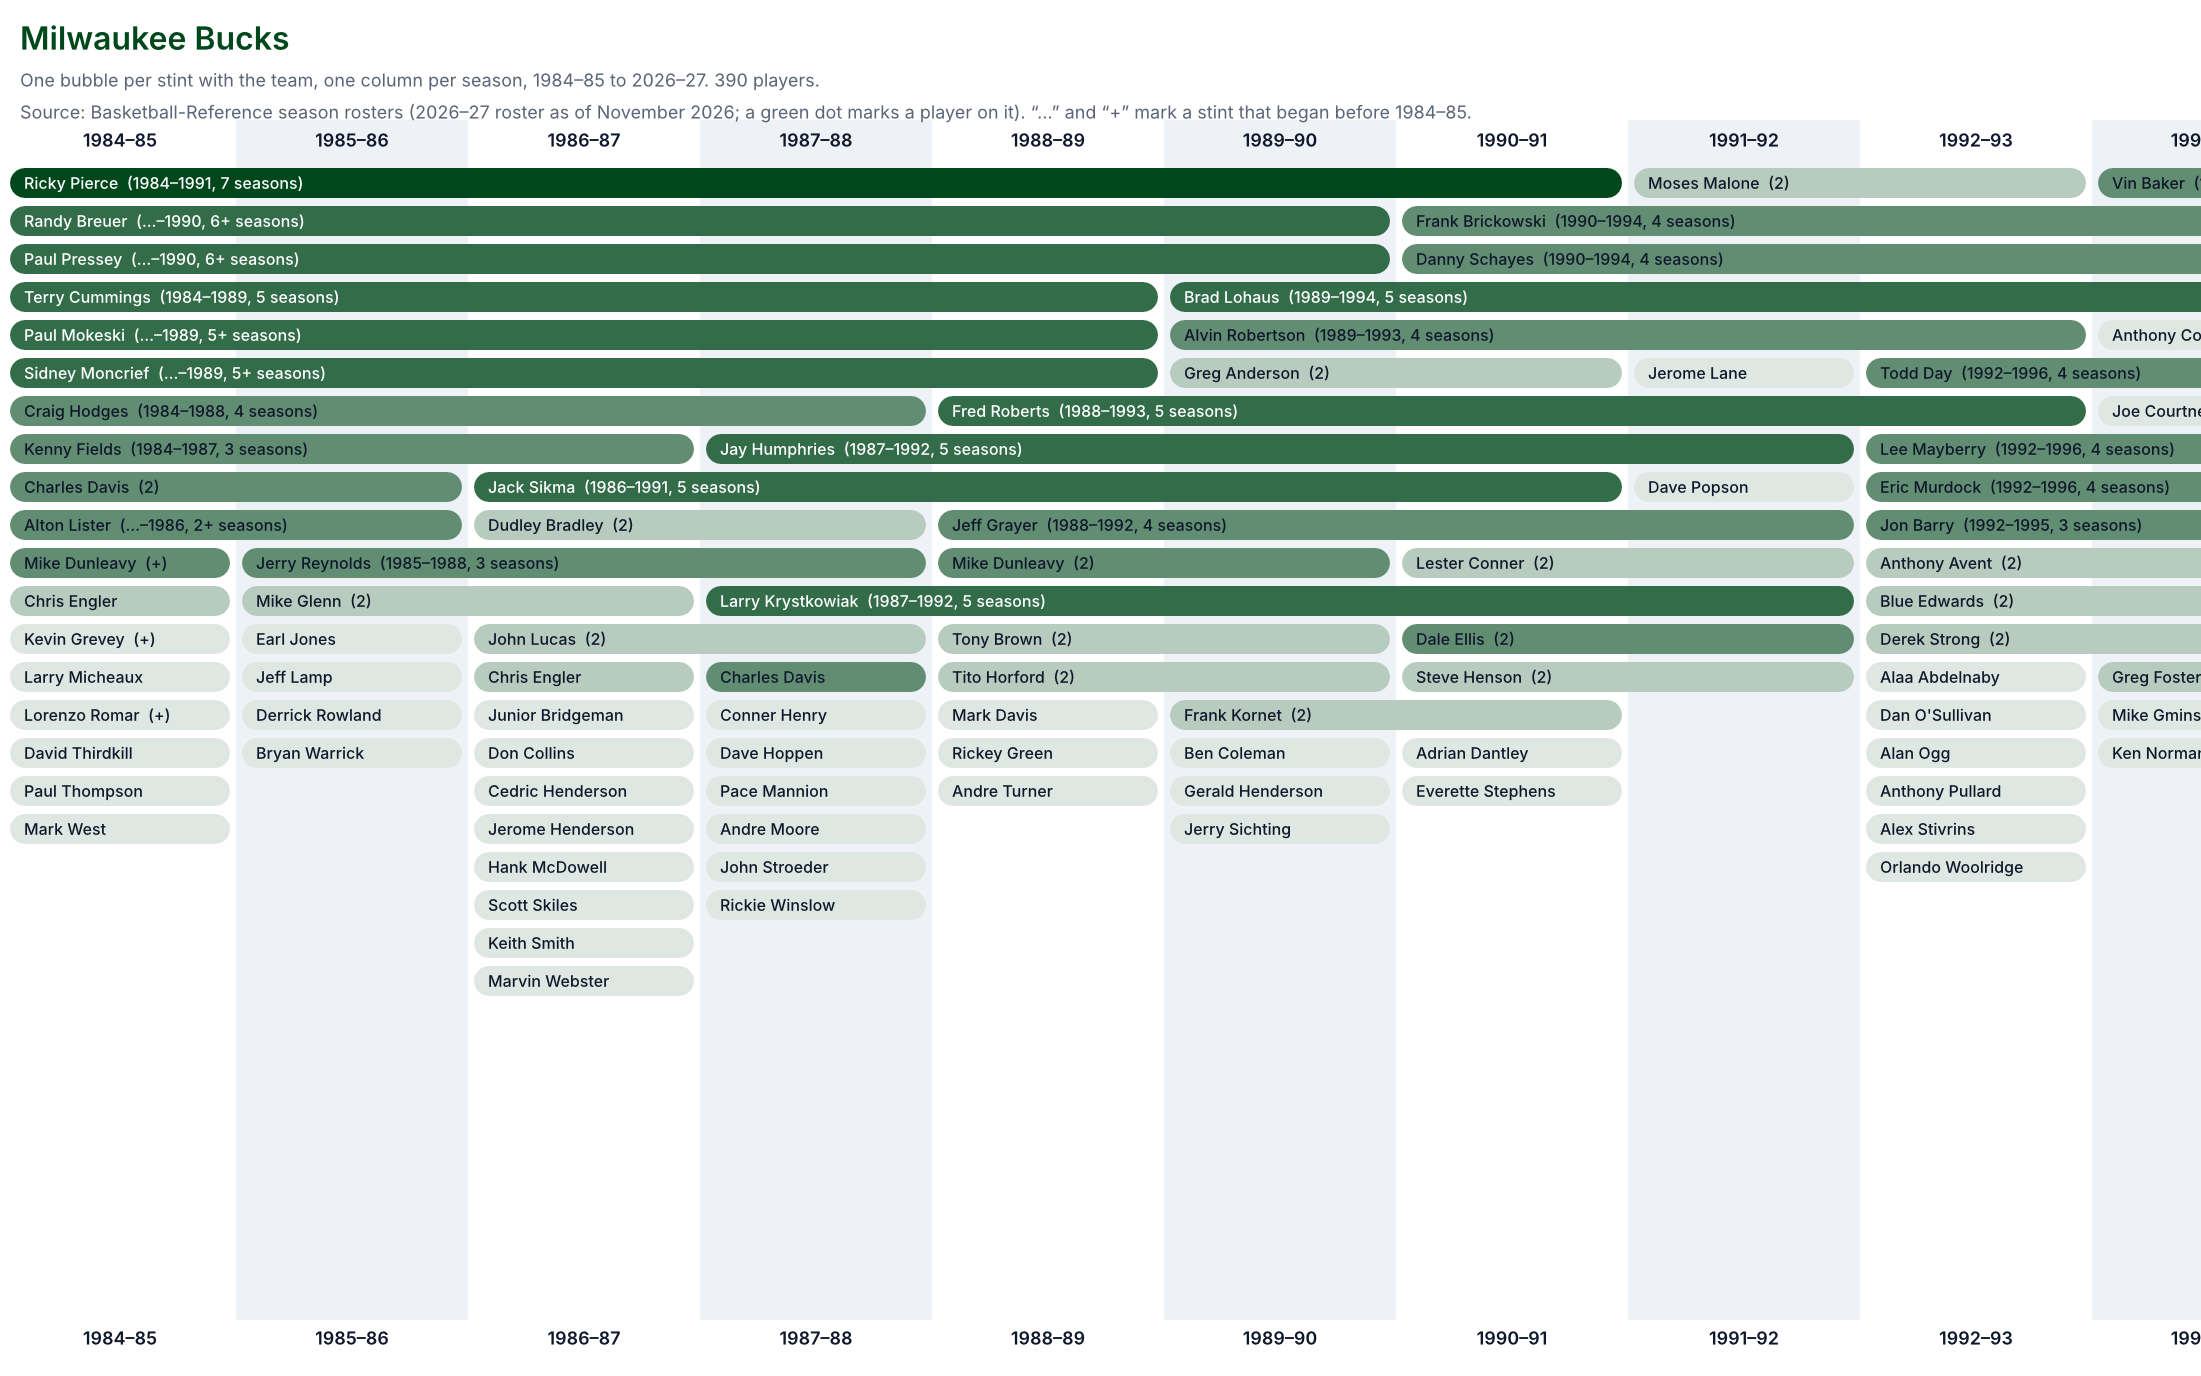 Milwaukee Bucks
One bubble per stint with the team, one column per season, 1984–85 to 2026–27. 390 players.
Source: Basketball-Reference season rosters (2026–27 roster as of November 2026; a green dot marks a player on it). “…” and “+” mark a stint that began before 1984–85.
1984–85 1985–86 1986–87 1987–88 1988–89 1989–90 1990–91 1991–92 1992–93 199
Ricky Pierce (1984–1991, 7 seasons) Moses Malone (2) Vin Baker (
Randy Breuer (…–1990, 6+ seasons) Frank Brickowski (1990–1994, 4 seasons)
Paul Pressey (…–1990, 6+ seasons) Danny Schayes (1990–1994, 4 seasons)
Terry Cummings (1984–1989, 5 seasons) Brad Lohaus (1989–1994, 5 seasons)
Paul Mokeski (…–1989, 5+ seasons) Alvin Robertson (1989–1993, 4 seasons) Anthony Co
Sidney Moncrief (…–1989, 5+ seasons) Greg Anderson (2) Jerome Lane Todd Day (1992–1996, 4 seasons)
Craig Hodges (1984–1988, 4 seasons) Fred Roberts (1988–1993, 5 seasons) Joe Courtne
Kenny Fields (1984–1987, 3 seasons) Jay Humphries (1987–1992, 5 seasons) Lee Mayberry (1992–1996, 4 seasons)
Charles Davis (2) Jack Sikma (1986–1991, 5 seasons) Dave Popson Eric Murdock (1992–1996, 4 seasons)
Alton Lister (…–1986, 2+ seasons) Dudley Bradley (2) Jeff Grayer (1988–1992, 4 seasons) Jon Barry (1992–1995, 3 seasons)
Mike Dunleavy (+) Jerry Reynolds (1985–1988, 3 seasons) Mike Dunleavy (2) Lester Conner (2) Anthony Avent (2)
Chris Engler Mike Glenn (2) Larry Krystkowiak (1987–1992, 5 seasons) Blue Edwards (2)
Kevin Grevey (+) Earl Jones John Lucas (2) Tony Brown (2) Dale Ellis (2) Derek Strong (2)
Larry Micheaux Jeff Lamp Chris Engler Charles Davis Tito Horford (2) Steve Henson (2) Alaa Abdelnaby Greg Foster
Lorenzo Romar (+) Derrick Rowland Junior Bridgeman Conner Henry Mark Davis Frank Kornet (2) Dan O'Sullivan Mike Gmins
David Thirdkill Bryan Warrick Don Collins Dave Hoppen Rickey Green Ben Coleman Adrian Dantley Alan Ogg Ken Norman
Paul Thompson Cedric Henderson Pace Mannion Andre Turner Gerald Henderson Everette Stephens Anthony Pullard
Mark West Jerome Henderson Andre Moore Jerry Sichting Alex Stivrins
Hank McDowell John Stroeder Orlando Woolridge
Scott Skiles Rickie Winslow
Keith Smith
Marvin Webster
1984–85 1985–86 1986–87 1987–88 1988–89 1989–90 1990–91 1991–92 1992–93 199